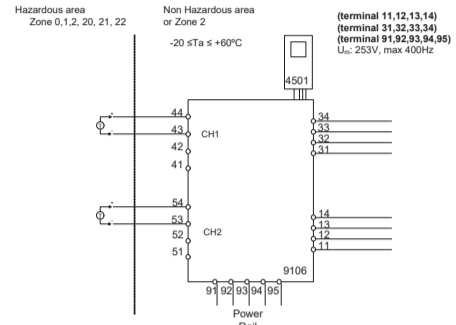 Hazardous area
Zone 0,1,2, 20, 21, 22
Non Hazardous area
or Zone 2
-20 ≤Ta ≤ +60ºC
(terminal 11,12,13,14)
(terminal 31,32,33,34)
(terminal 91,92,93,94,95)
Um: 253V, max 400Hz
4501
44
43
42
41
CH1
34
33
32
31
54
53
52
51
CH2
14
13
12
11
9106
91 92 93 94 95
Power
Rail